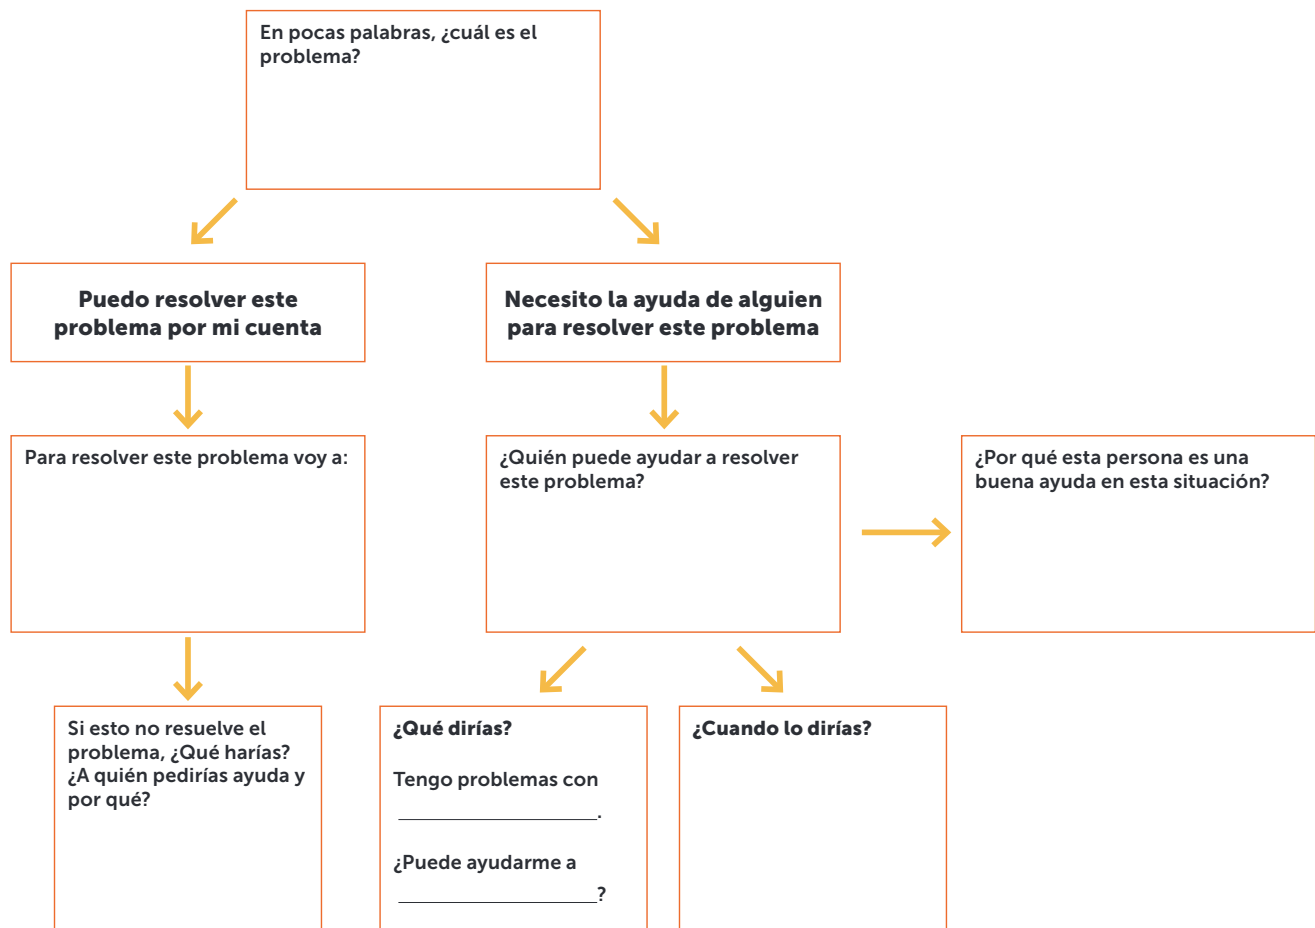 En pocas palabras, ¿cuál es el
problema?
Puedo resolver este
problema por mi cuenta
Necesito la ayuda de alguien
para resolver este problema
Para resolver este problema voy a:
¿Quién puede ayudar a resolver
este problema?
¿Por qué esta persona es una
buena ayuda en esta situación?
Si esto no resuelve el
problema, ¿Qué harías?
¿A quién pedirías ayuda y
por qué?
¿Qué dirías?
Tengo problemas con
____________________.
¿Puede ayudarme a
____________________?
¿Cuando lo dirías?